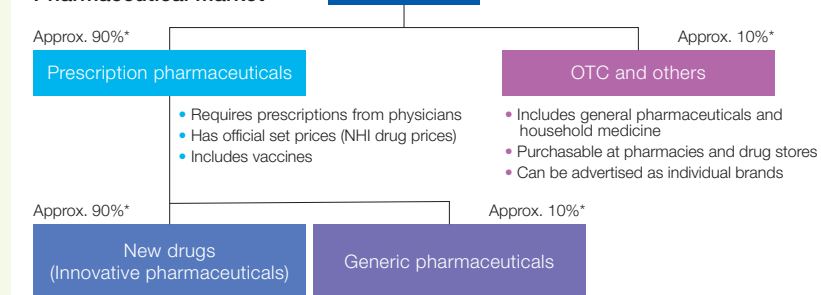 Pharmaceutical market
Approx. 90%*
Approx. 10%*
Prescription pharmaceuticals
OTC and others
• Requires prescriptions from physicians
• Has official set prices (NHI drug prices)
• Includes vaccines
• Includes general pharmaceuticals and
household medicine
• Purchasable at pharmacies and drug stores
• Can be advertised as individual brands
Approx. 90%*
Approx. 10%*
New drugs
(Innovative pharmaceuticals)
Generic pharmaceuticals